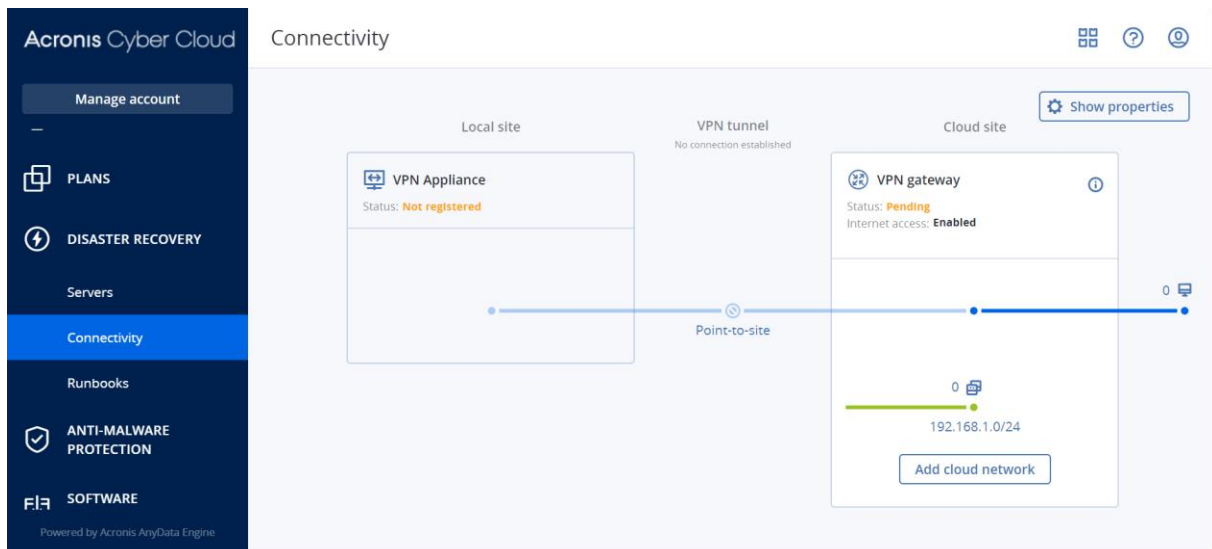 Acronis Cyber Cloud
Manage account
PLANS
DISASTER RECOVERY
Servers
Connectivity
Runbooks
ANTI-MALWARE
PROTECTION
SOFTWARE
Powered by Acronis AnyData Engine
Connectivity
Show properties
Local site
VPN tunnel
No connection established
Cloud site
VPN Appliance
Status: Not registered
VPN gateway
Status: Pending
Internet access: Enabled
0
Point-to-site
0
192.168.1.0/24
Add cloud network